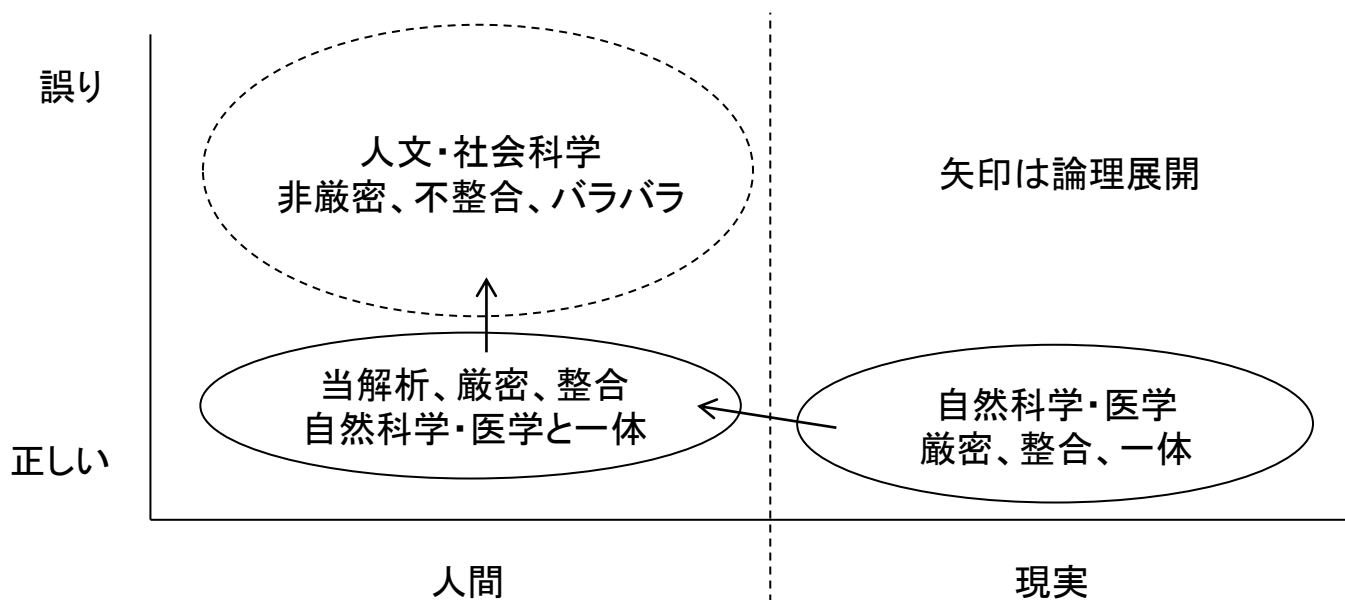 誤り
人文・社会科学
非厳密、不整合、バラバラ
矢印は論理展開
当解析、厳密、整合
自然科学・医学と一体
自然科学・医学
厳密、整合、一体
正しい
人間
現実